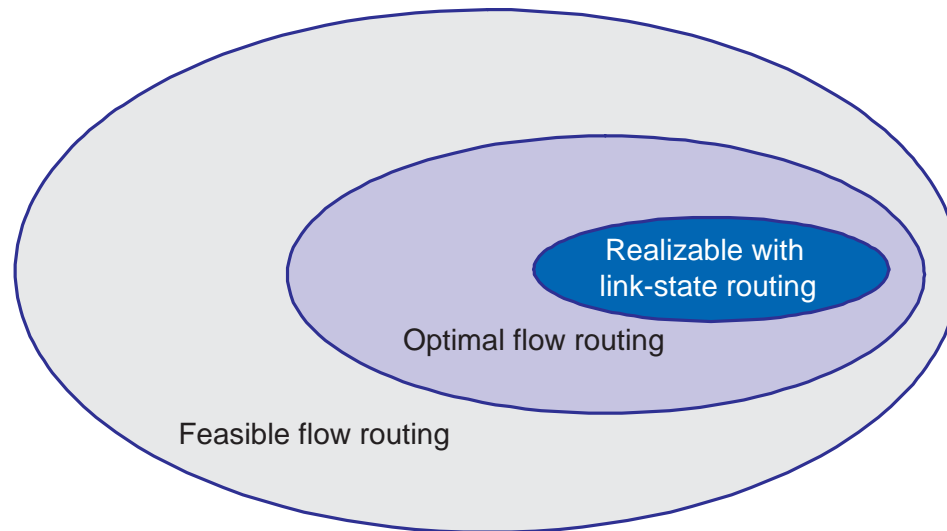 Realizable with
link-state routing
Optimal flow routing
Feasible flow routing